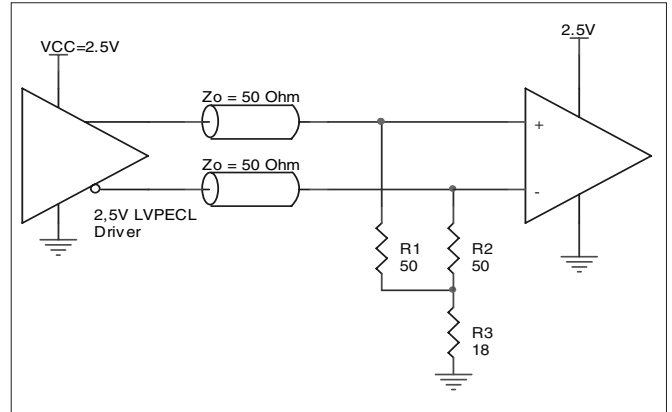 VCC=2.5V
2.5V
Zo = 50 Ohm
+
Zo = 50 Ohm
-
2,5V LVPECL
Driver
R1
50
R2
50
R3
18